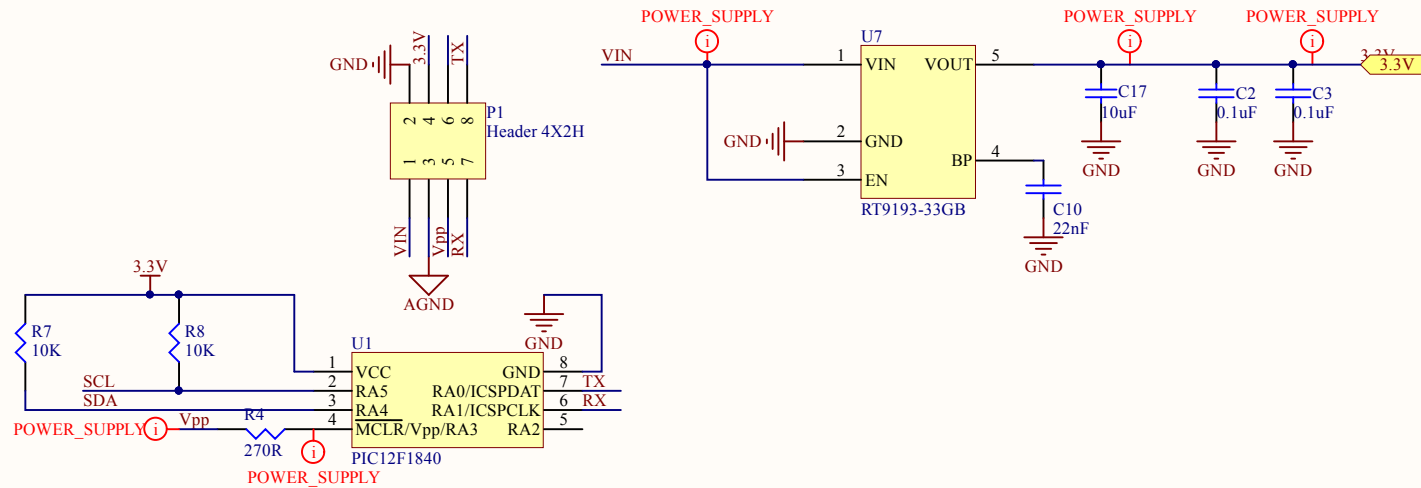 POWER_SUPPLY
POWER_SUPPLY
POWER_SUPPLY
i
i
i
VIN
U7
1
VIN
VOUT
5
3.3V
3.3V
C17
10uF
C2
0.1uF
C3
0.1uF
GND
2
GND
GND
GND
GND
BP
4
3
EN
RT9193-33GB
C10
22nF
GND
GND
3.3V
TX
P1
Header 4X2H
2
4
6
8
1
3
5
7
VIN
Vpp
RX
AGND
3.3V
R7
10K
R8
10K
GND
U1
1
VCC
GND
8
SCL
2
RA5
RA0/ICSPDAT
7
TX
SDA
3
RA4
RA1/ICSPCLK
6
RX
POWER_SUPPLY
i
Vpp
R4
270R
4
MCLR/Vpp/RA3
RA2
5
i
POWER_SUPPLY
PIC12F1840